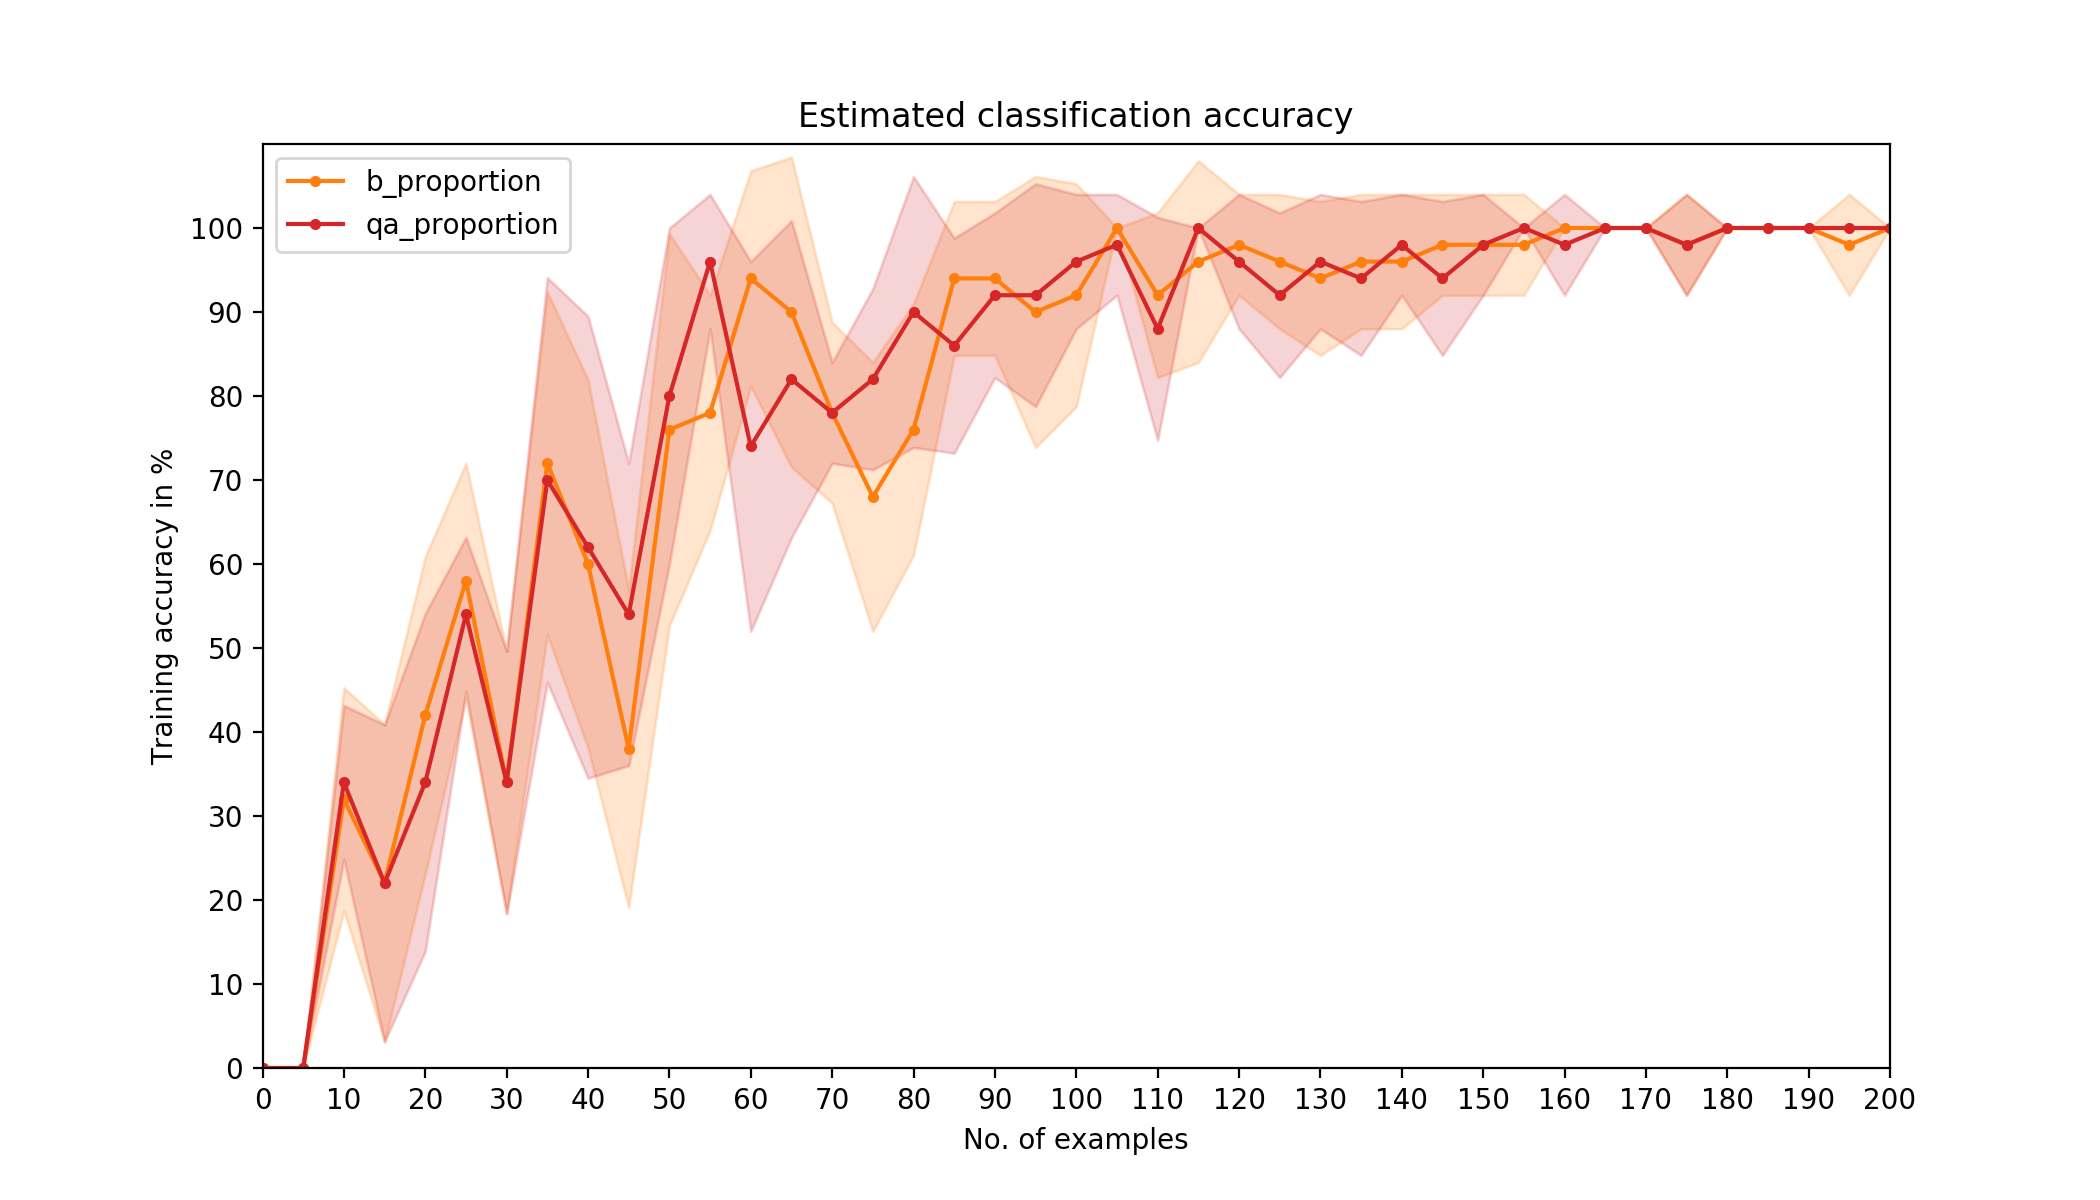 Estimated classification accuracy
b_proportion
qa_proportion
Training accuracy in %
100
90
80
70
60
50
40
30
20
10
0
0 10 20 30 40 50 60 70 80 90 100 110 120 130 140 150 160 170 180 190 200
No. of examples